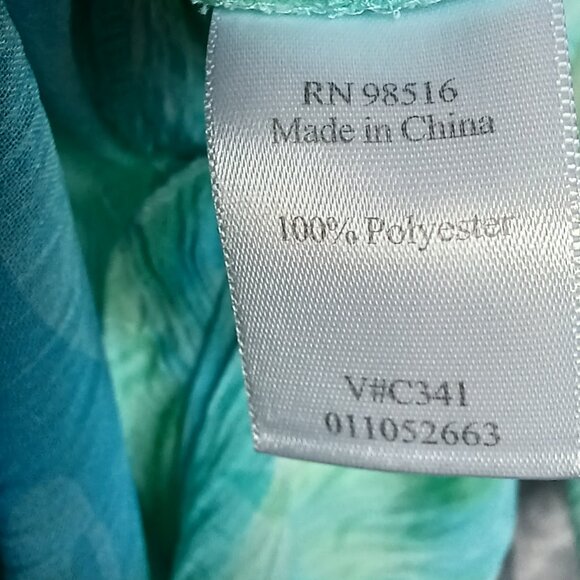 RN 98516
Made in China
100% Polyester
V#C341
011052663